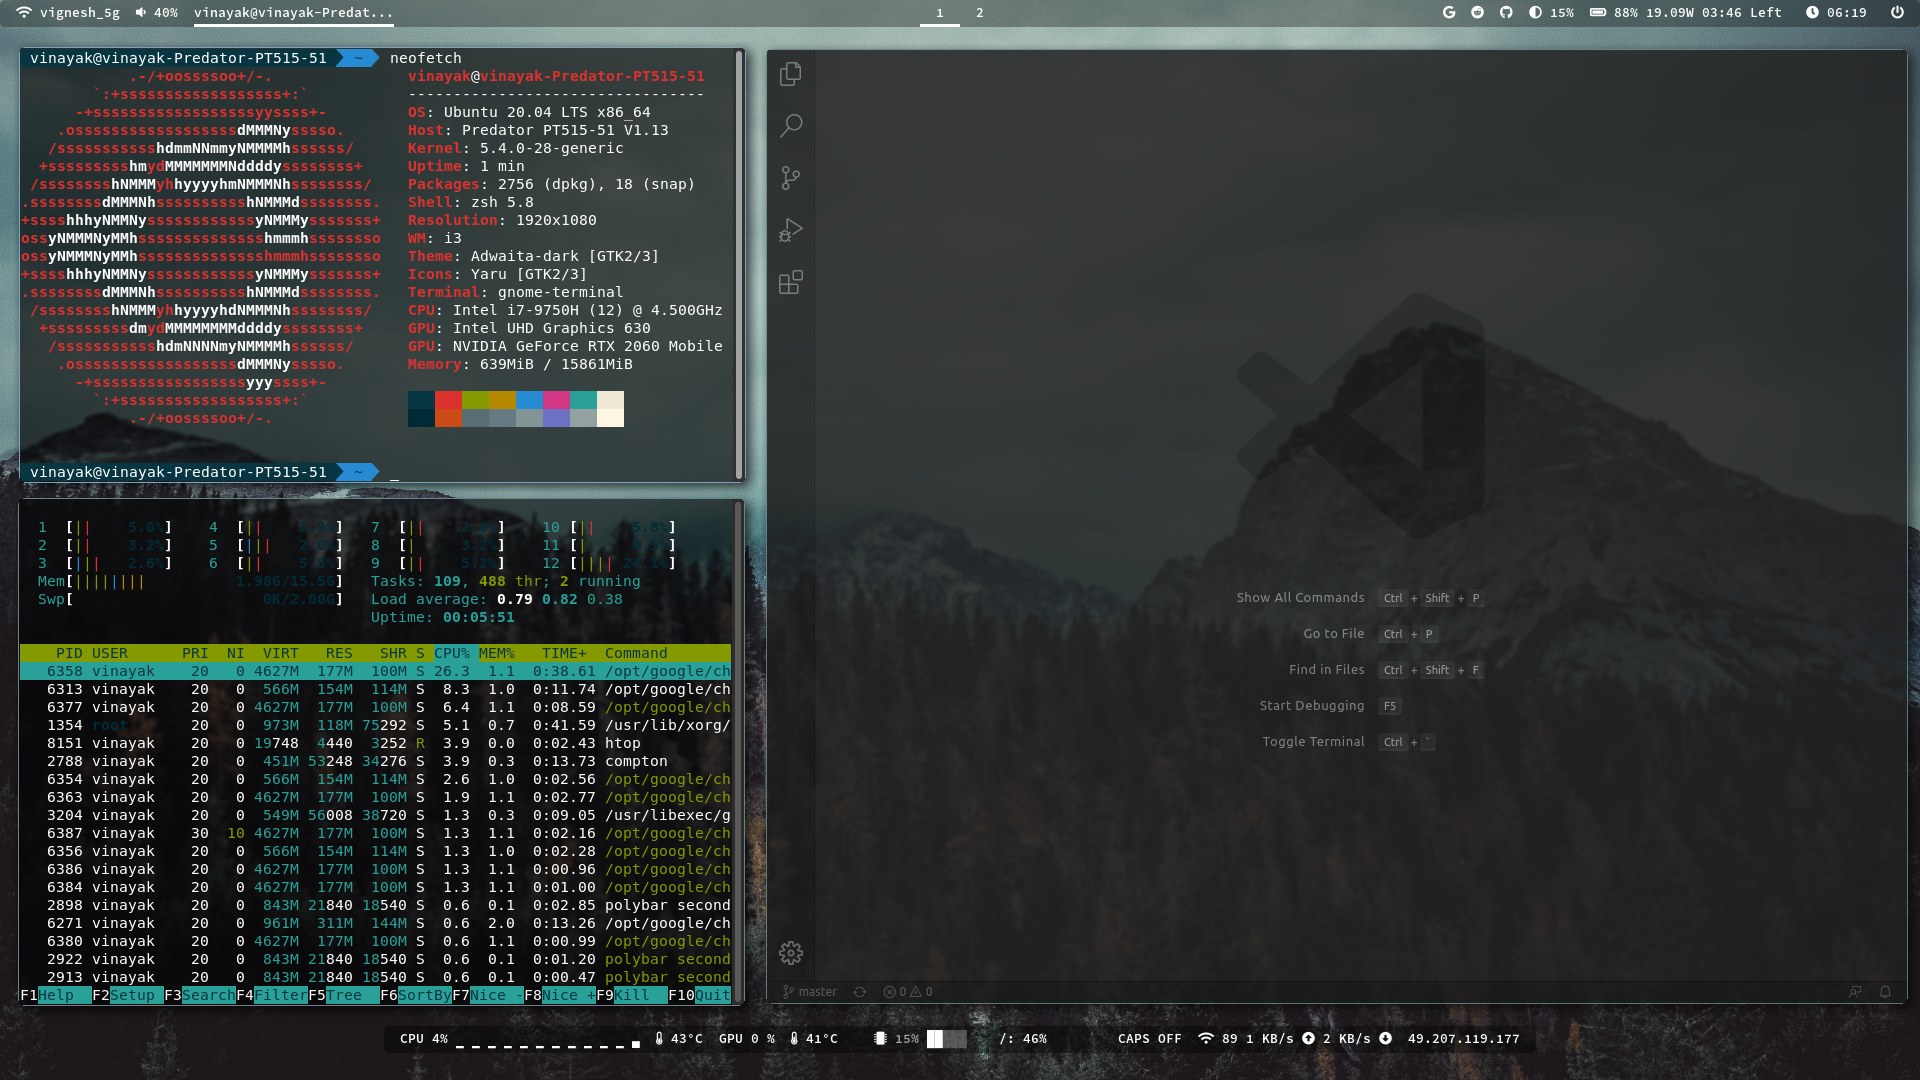 vignesh_5g 40% vinayak@vinayak-Predat... 1 2 15% 88% 19.09W 03:46 Left 06:19
vinayak@vinayak-Predator-PT515-51 ~ neofetch
.-/+oossssoo+/-.
`:+ssssssssssssssssss+:`
-+ssssssssssssssssssyyssss+-
.ossssssssssssssssssdMMMNysssso.
/ssssssssssshdmmNNmmyNMMMMhssssss/
+ssssssssshmydMMMMMMMNddddyssssssss+
/sssssssshNMMMyhhyyyyhmNMMMNhssssssss/
.ssssssssdMMMNhsssssssssshNMMMdssssssss.
+sssshhhyNMMNyssssssssssssyNMMMysssssss+
ossyNMMMNyMMhsssssssssssssshmmmhssssssso
ossyNMMMNyMMhsssssssssssssshmmmhssssssso
+sssshhhyNMMNyssssssssssssyNMMMysssssss+
.ssssssssdMMMNhsssssssssshNMMMdssssssss.
/sssssssshNMMMyhhyyyyhdNMMMNhssssssss/
+sssssssssdmydMMMMMMMMddddyssssssss+
/ssssssssssshdmNNNNmyNMMMMhssssss/
.ossssssssssssssssssdMMMNysssso.
-+sssssssssssssssssyyyssss+-
`:+ssssssssssssssssss+:`
.-/+oossssoo+/-.
vinayak@vinayak-Predator-PT515-51
---------------------------------
OS: Ubuntu 20.04 LTS x86_64
Host: Predator PT515-51 V1.13
Kernel: 5.4.0-28-generic
Uptime: 1 min
Packages: 2756 (dpkg), 18 (snap)
Shell: zsh 5.8
Resolution: 1920x1080
WM: i3
Theme: Adwaita-dark [GTK2/3]
Icons: Yaru [GTK2/3]
Terminal: gnome-terminal
CPU: Intel i7-9750H (12) @ 4.500GHz
GPU: Intel UHD Graphics 630
GPU: NVIDIA GeForce RTX 2060 Mobile
Memory: 639MiB / 15861MiB
vinayak@vinayak-Predator-PT515-51 ~ _
1 [|| 5.0%] 4 [|| ] 7 [|| ] 10 [|| 5.8%]
2 [|| 3.2%] 5 [||| ] 8 [| 3.2%] 11 [| ]
3 [||| 2.6%] 6 [|| ] 9 [|| 5.2%] 12 [|||| ]
Mem[|||||||| 1.98G/15.5G] Tasks: 109, 488 thr; 2 running
Swp[ 0K/2.00G] Load average: 0.79 0.82 0.38
Uptime: 00:05:51
PID USER PRI NI VIRT RES SHR S CPU% MEM% TIME+ Command
6358 vinayak 20 0 4627M 177M 100M S 26.3 1.1 0:38.61 /opt/google/ch
6313 vinayak 20 0 566M 154M 114M S 8.3 1.0 0:11.74 /opt/google/ch
6377 vinayak 20 0 4627M 177M 100M S 6.4 1.1 0:08.59 /opt/google/ch
1354 root 20 0 973M 118M 75292 S 5.1 0.7 0:41.59 /usr/lib/xorg/
8151 vinayak 20 0 19748 4440 3252 R 3.9 0.0 0:02.43 htop
2788 vinayak 20 0 451M 53248 34276 S 3.9 0.3 0:13.73 compton
6354 vinayak 20 0 566M 154M 114M S 2.6 1.0 0:02.56 /opt/google/ch
6363 vinayak 20 0 4627M 177M 100M S 1.9 1.1 0:02.77 /opt/google/ch
3204 vinayak 20 0 549M 56008 38720 S 1.3 0.3 0:09.05 /usr/libexec/g
6387 vinayak 30 10 4627M 177M 100M S 1.3 1.1 0:02.16 /opt/google/ch
6356 vinayak 20 0 566M 154M 114M S 1.3 1.0 0:02.28 /opt/google/ch
6386 vinayak 20 0 4627M 177M 100M S 1.3 1.1 0:00.96 /opt/google/ch
6384 vinayak 20 0 4627M 177M 100M S 1.3 1.1 0:01.00 /opt/google/ch
2898 vinayak 20 0 843M 21840 18540 S 0.6 0.1 0:02.85 polybar second
6271 vinayak 20 0 961M 311M 144M S 0.6 2.0 0:13.26 /opt/google/ch
6380 vinayak 20 0 4627M 177M 100M S 0.6 1.1 0:00.99 /opt/google/ch
2922 vinayak 20 0 843M 21840 18540 S 0.6 0.1 0:01.20 polybar second
2913 vinayak 20 0 843M 21840 18540 S 0.6 0.1 0:00.47 polybar second
F1Help F2Setup F3SearchF4FilterF5Tree F6SortByF7Nice -F8Nice +F9Kill F10Quit
Show All Commands Ctrl + Shift + P
Go to File Ctrl + P
Find in Files Ctrl + Shift + F
Start Debugging F5
Toggle Terminal Ctrl + `
master 0 0
CPU 4% 43°C GPU 0 % 41°C 15% /: 46% CAPS OFF 89 1 KB/s 2 KB/s 49.207.119.177